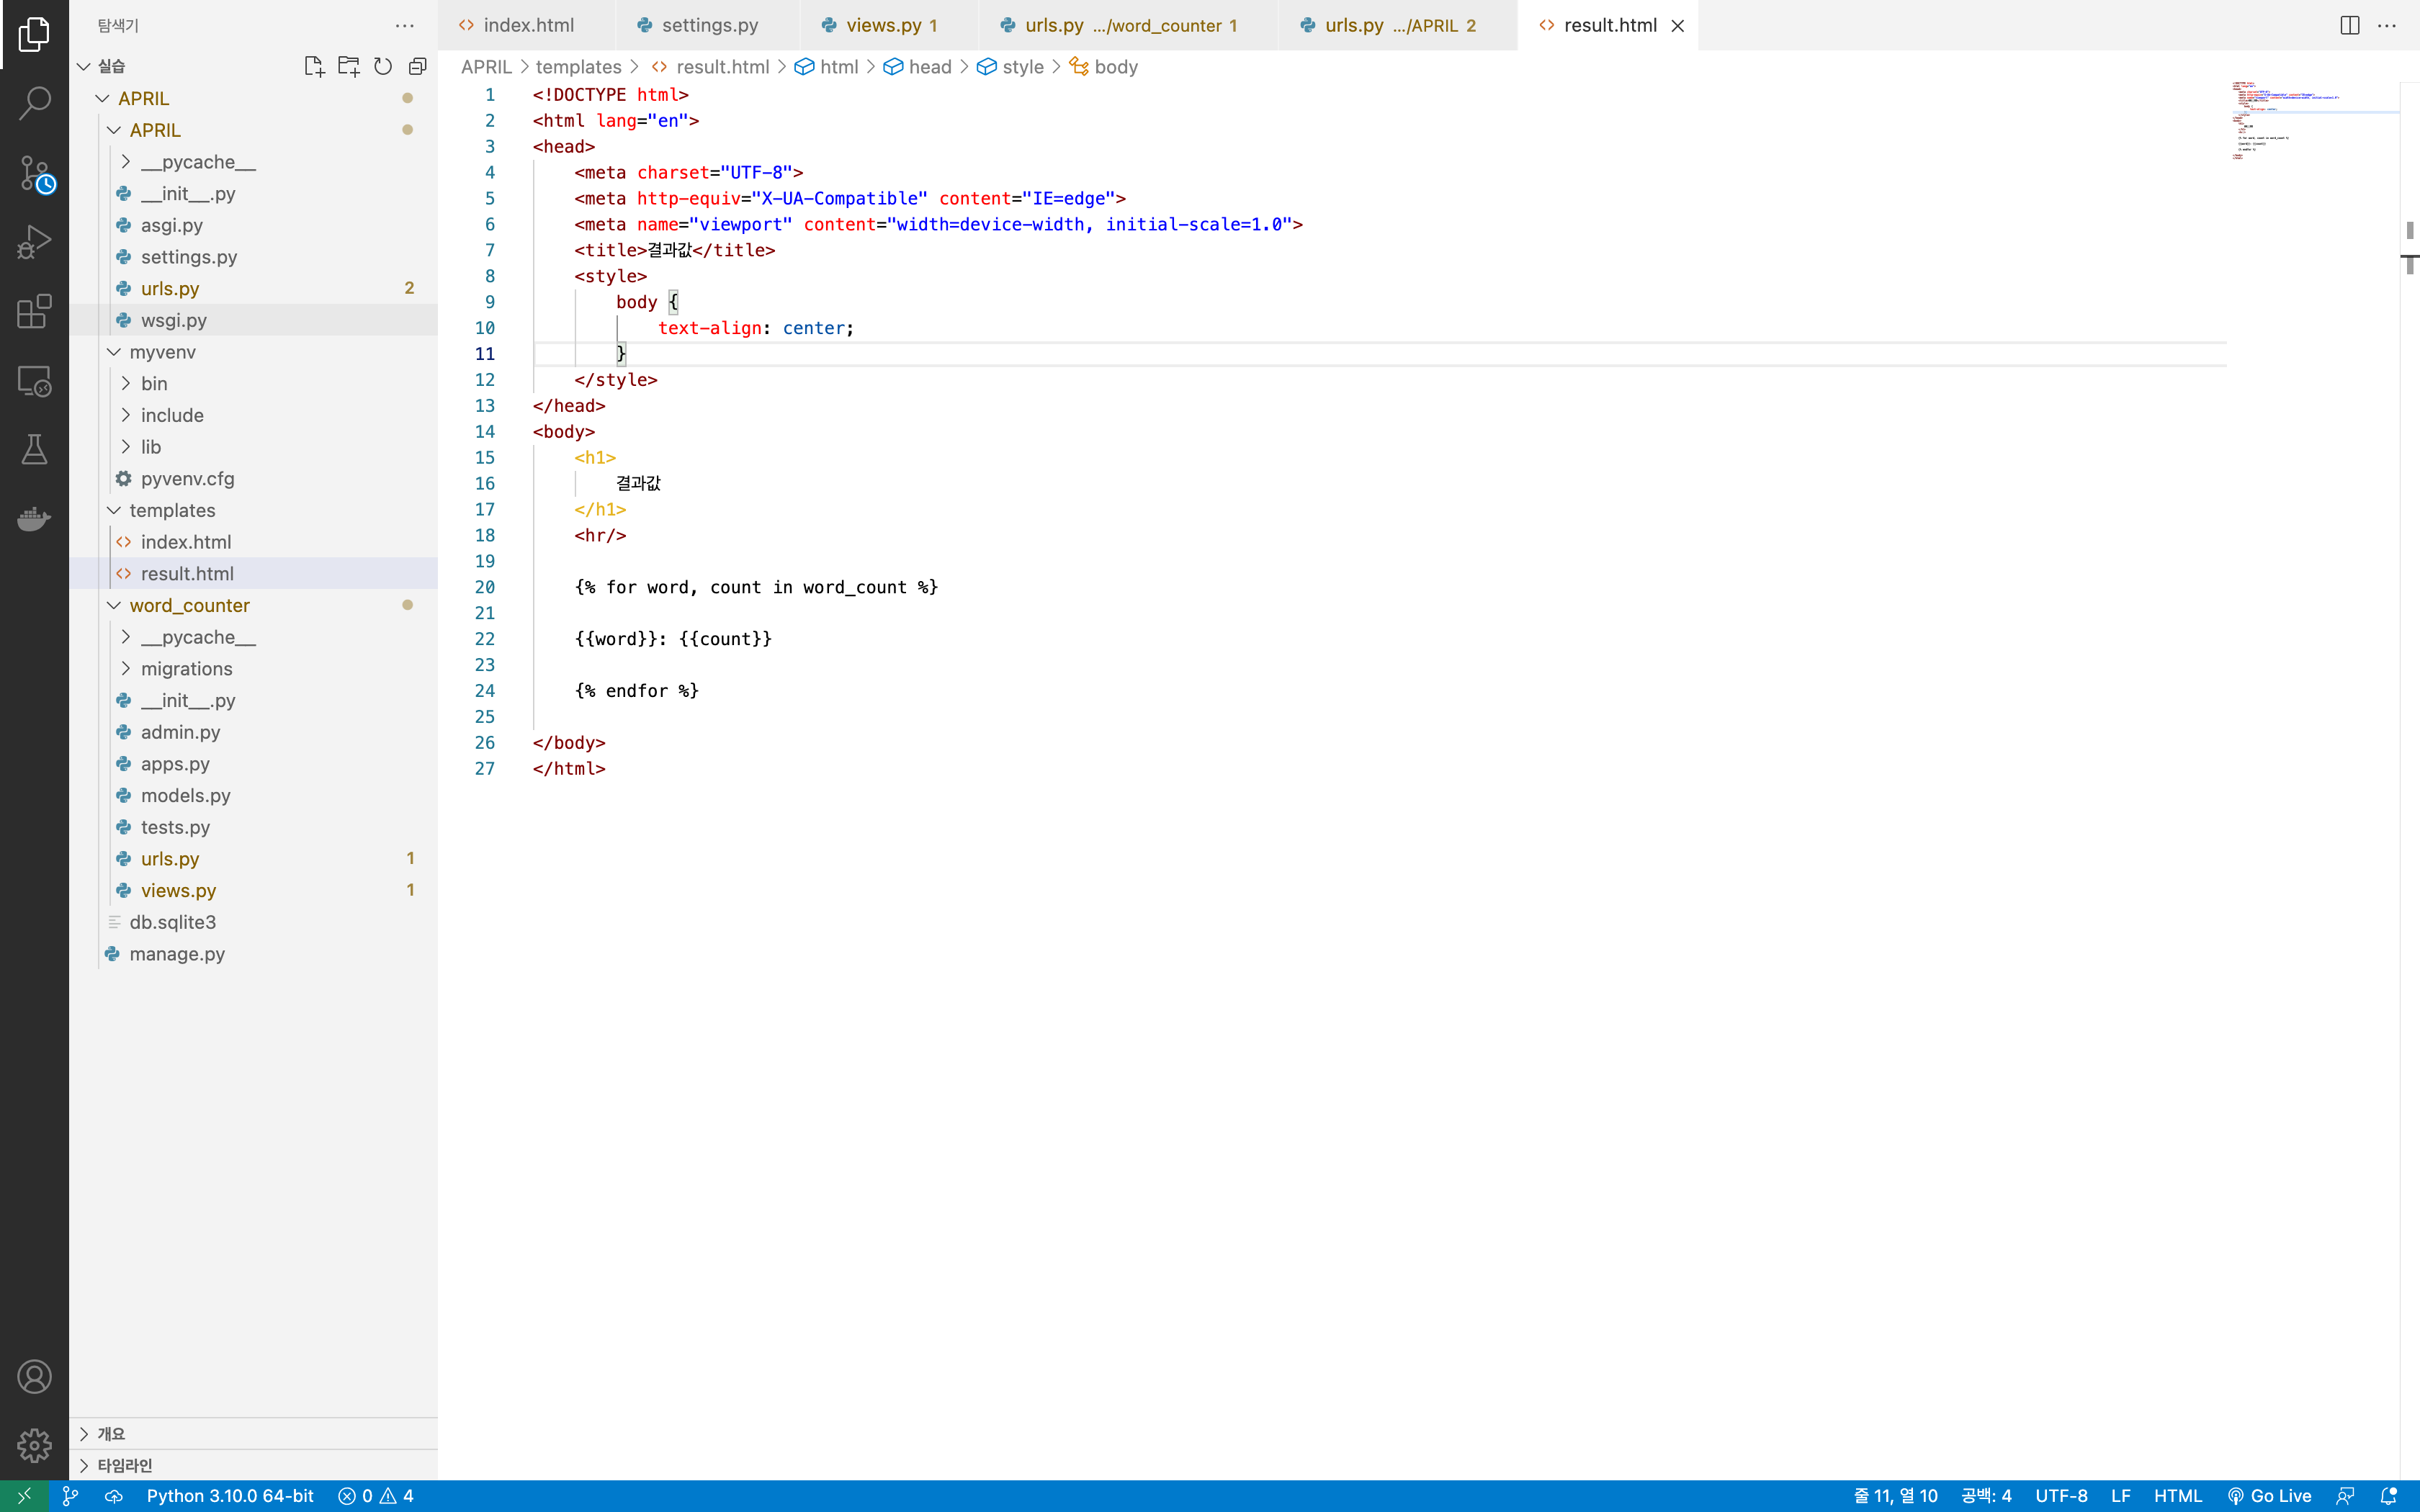 탐색기
index.html
settings.py
views.py 1
urls.py .../word_counter 1
urls.py .../APRIL 2
result.html
실습
APRIL
APRIL
__pycache__
__init__.py
asgi.py
settings.py
urls.py 2
wsgi.py
myvenv
bin
include
lib
pyvenv.cfg
templates
index.html
result.html
word_counter
__pycache__
migrations
__init__.py
admin.py
apps.py
models.py
tests.py
urls.py 1
views.py 1
db.sqlite3
manage.py
개요
타임라인
APRIL > templates > result.html > html > head > style > body
1 <!DOCTYPE html>
2 <html lang="en">
3 <head>
4 <meta charset="UTF-8">
5 <meta http-equiv="X-UA-Compatible" content="IE=edge">
6 <meta name="viewport" content="width=device-width, initial-scale=1.0">
7 <title>결과값</title>
8 <style>
9 body {
10 text-align: center;
11 }
12 </style>
13 </head>
14 <body>
15 <h1>
16 결과값
17 </h1>
18 <hr/>
19
20 {% for word, count in word_count %}
21
22 {{word}}: {{count}}
23
24 {% endfor %}
25
26 </body>
27 </html>
Python 3.10.0 64-bit 0 4
줄 11, 열 10 공백: 4 UTF-8 LF HTML Go Live